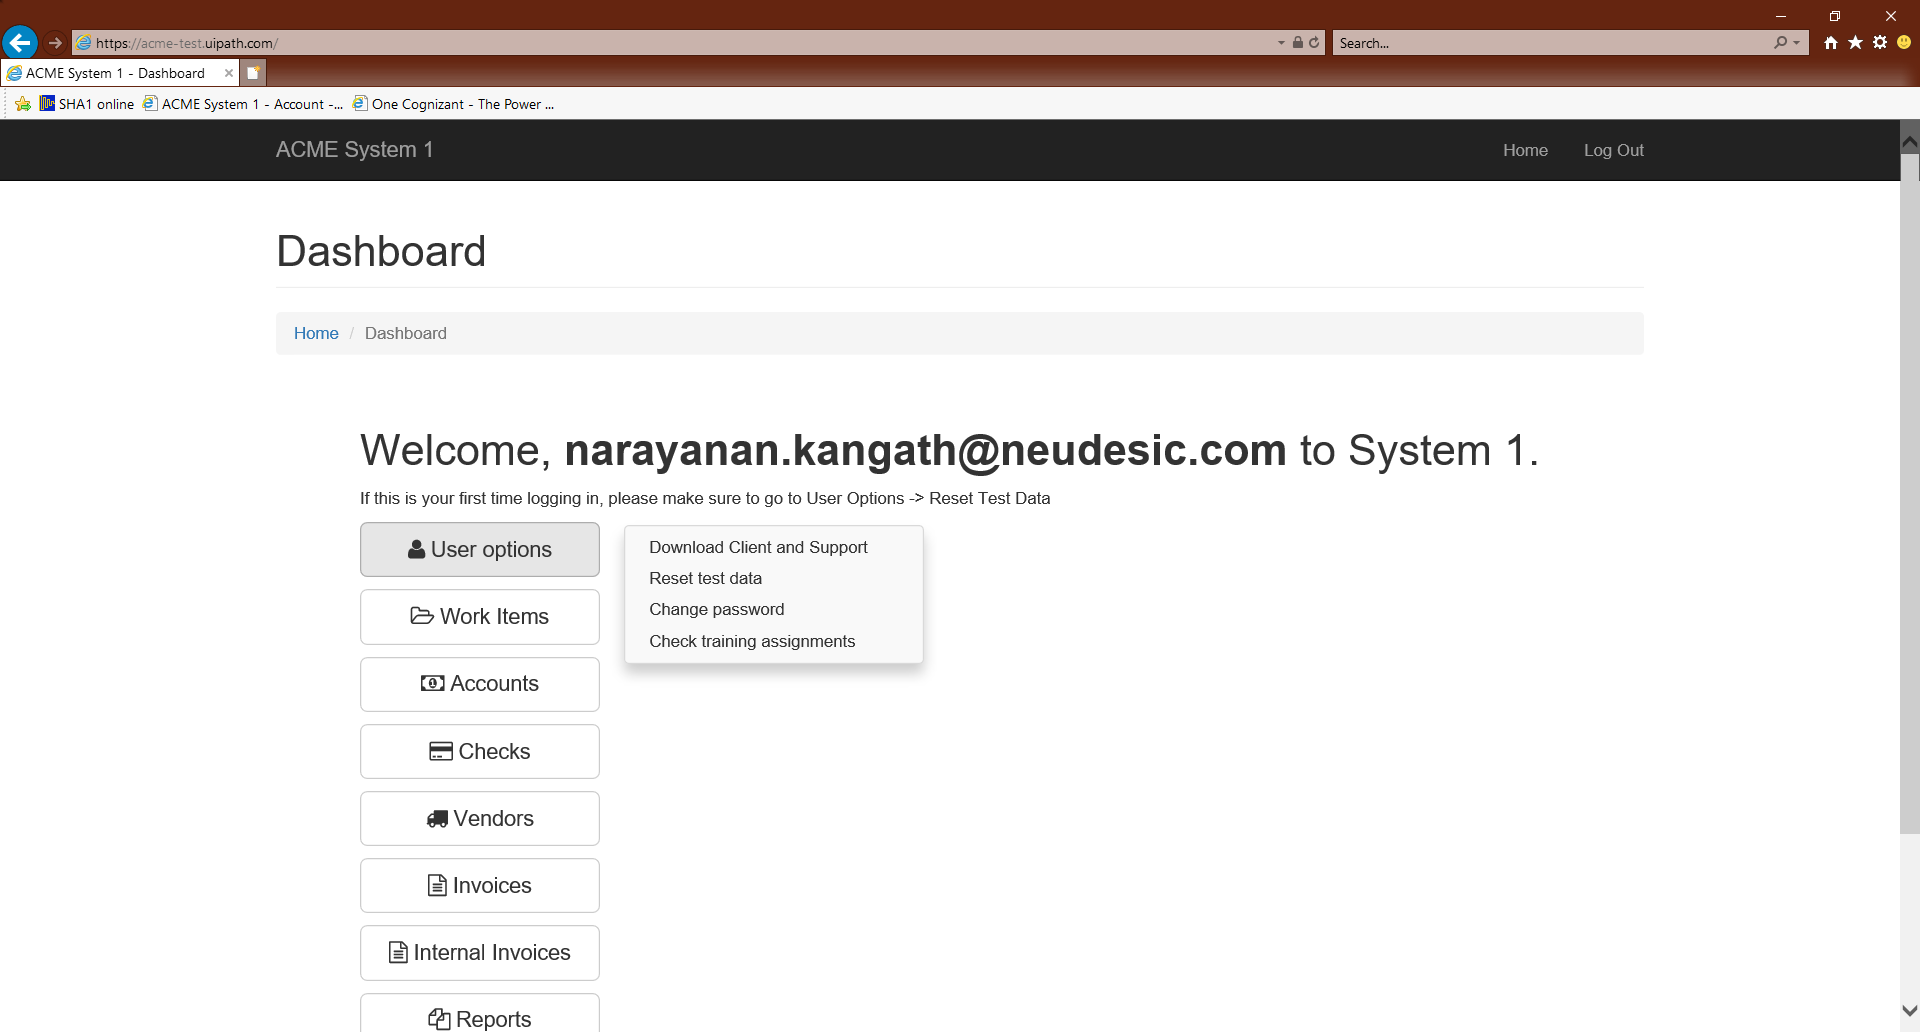 https://acme-test.uipath.com/
Search...
ACME System 1 - Dashboard
SHA1 online
ACME System 1 - Account -...
One Cognizant - The Power ...
ACME System 1
Home
Log Out
Dashboard
Home / Dashboard
Welcome, narayanan.kangath@neudesic.com to System 1.
If this is your first time logging in, please make sure to go to User Options -> Reset Test Data
User options
Download Client and Support
Reset test data
Change password
Check training assignments
Work Items
Accounts
Checks
Vendors
Invoices
Internal Invoices
Reports